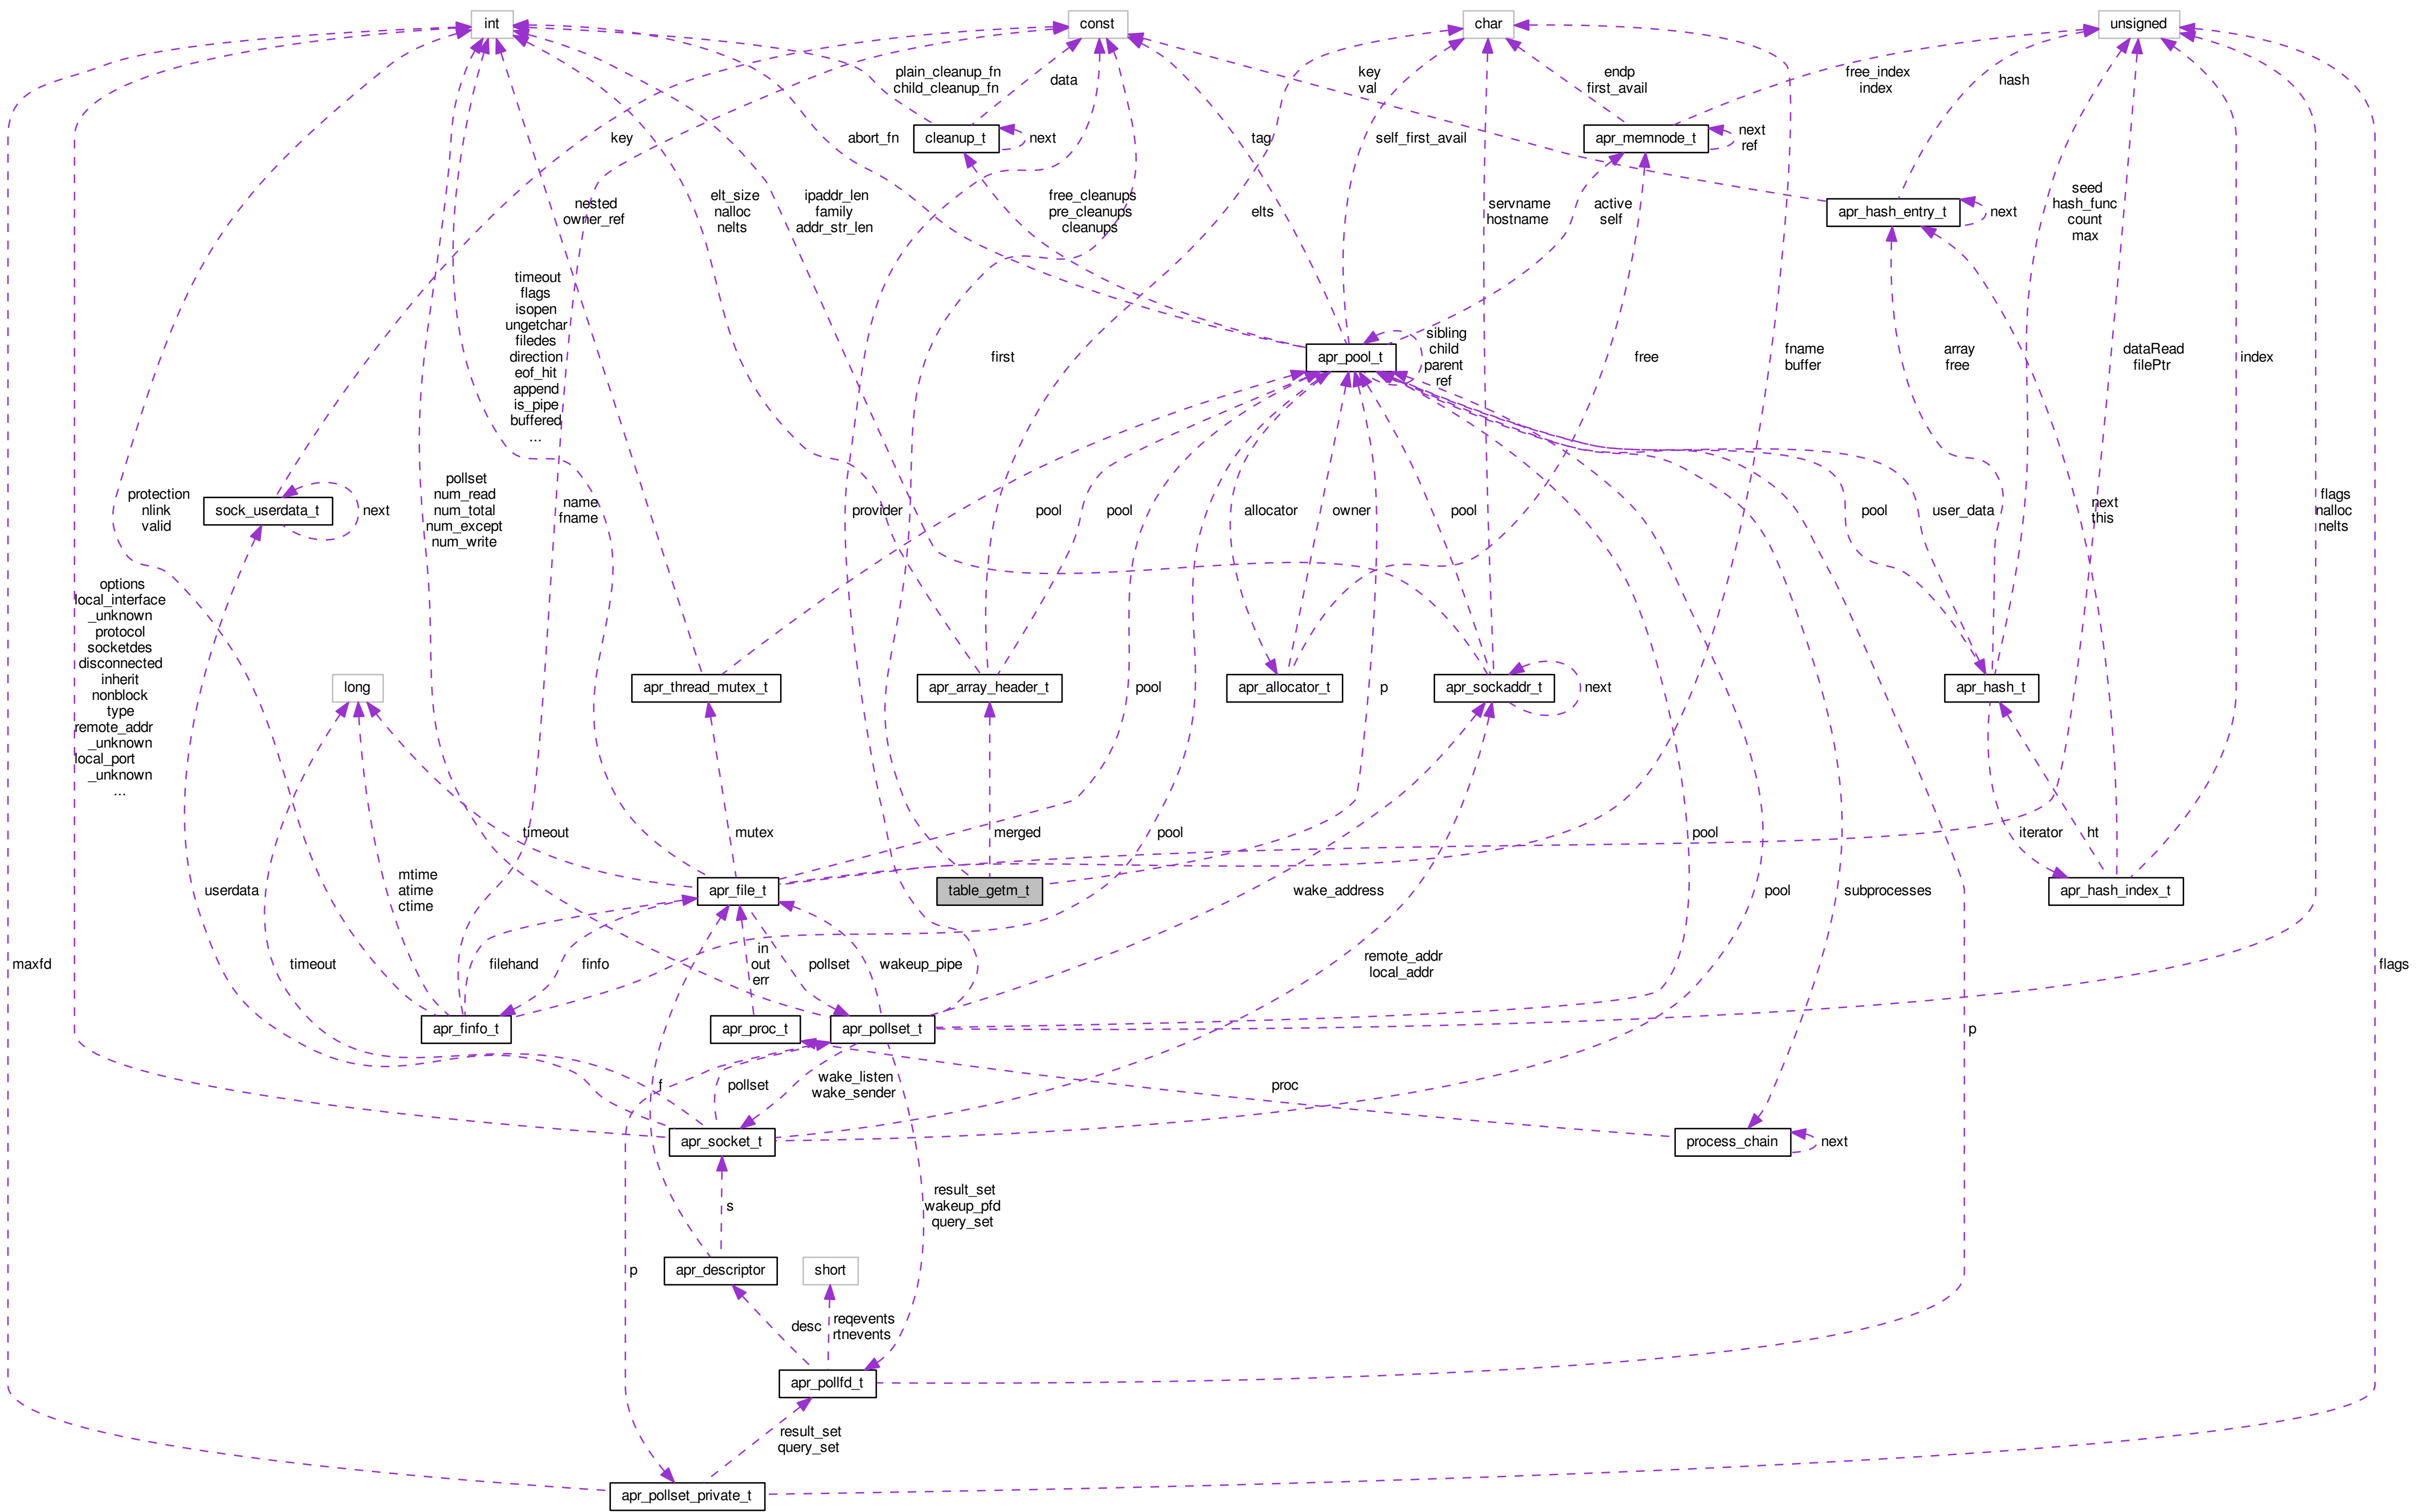 int
const
char
unsigned
plain_cleanup_fn
child_cleanup_fn
data
key
val
endp
first_avail
free_index
index
hash
key
cleanup_t
next
abort_fn
tag
self_first_avail
apr_memnode_t
next
ref
nested
owner_ref
elt_size
nalloc
nelts
ipaddr_len
family
addr_str_len
free_cleanups
pre_cleanups
cleanups
elts
servname
hostname
active
self
apr_hash_entry_t
next
seed
hash_func
count
max
timeout
flags
isopen
ungetchar
filedes
direction
eof_hit
append
is_pipe
buffered
...
first
apr_pool_t
sibling
child
parent
ref
free
fname
buffer
array
free
dataRead
filePtr
index
protection
nlink
valid
sock_userdata_t
next
pollset
num_read
num_total
num_except
num_write
name
fname
provider
pool
pool
allocator
owner
pool
pool
user_data
next
this
flags
nalloc
nelts
options
local_interface
_unknown
protocol
socketdes
disconnected
inherit
nonblock
type
remote_addr
_unknown
local_port
_unknown
...
long
apr_thread_mutex_t
apr_array_header_t
pool
apr_allocator_t
p
apr_sockaddr_t
next
apr_hash_t
timeout
mutex
merged
pool
pool
iterator
ht
userdata
mtime
atime
ctime
apr_file_t
table_getm_t
wake_address
pool
subprocesses
apr_hash_index_t
maxfd
timeout
filehand
finfo
in
out
err
pollset
wakeup_pipe
remote_addr
local_addr
flags
apr_finfo_t
apr_proc_t
apr_pollset_t
p
f
pollset
wake_listen
wake_sender
proc
apr_socket_t
process_chain
next
s
result_set
wakeup_pfd
query_set
p
apr_descriptor
short
desc
reqevents
rtnevents
apr_pollfd_t
result_set
query_set
apr_pollset_private_t